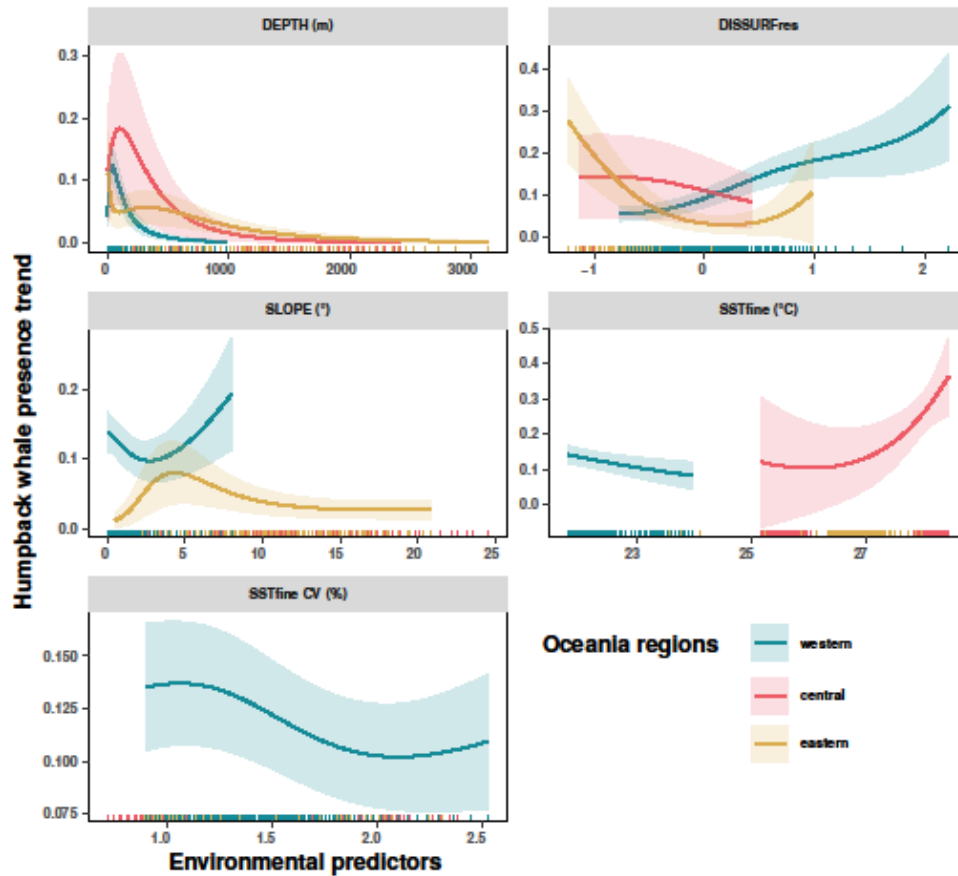 DEPTH (m)
DISSURFres
0.3
0.2
0.1
0.0
0 1000 2000 3000
0.4
0.3
0.2
0.1
0.0
−1 0 1 2
SLOPE (°)
SSTfine (°C)
0.2
0.1
0.0
0 5 10 15 20 25
0.5
0.4
0.3
0.2
0.1
0.0
23 25 27
SSTfine CV (%)
0.150
0.125
0.100
0.075
1.0 1.5 2.0 2.5
Humpback whale presence trend
Environmental predictors
Oceania regions
western
central
eastern